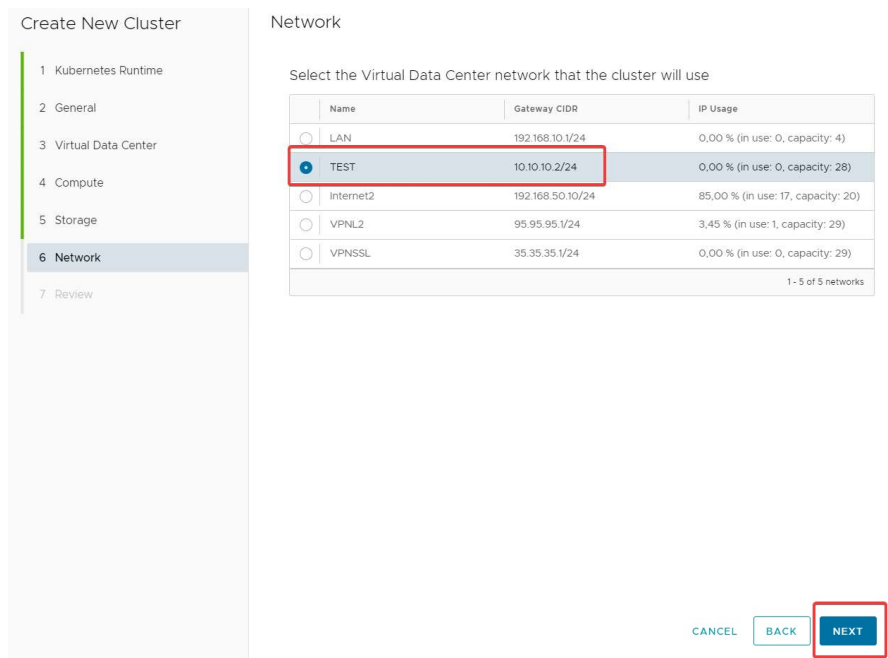 Create New Cluster
1 Kubernetes Runtime
2 General
3 Virtual Data Center
4 Compute
5 Storage
6 Network
7 Review
Network
Select the Virtual Data Center network that the cluster will use
Name Gateway CIDR IP Usage
LAN 192.168.10.1/24 0,00 % (in use: 0, capacity: 4)
TEST 10.10.10.2/24 0,00 % (in use: 0, capacity: 28)
Internet2 192.168.50.10/24 85,00 % (in use: 17, capacity: 20)
VPNL2 95.95.95.1/24 3,45 % (in use: 1, capacity: 29)
VPNSSL 35.35.35.1/24 0,00 % (in use: 0, capacity: 29)
1 - 5 of 5 networks
CANCEL BACK NEXT